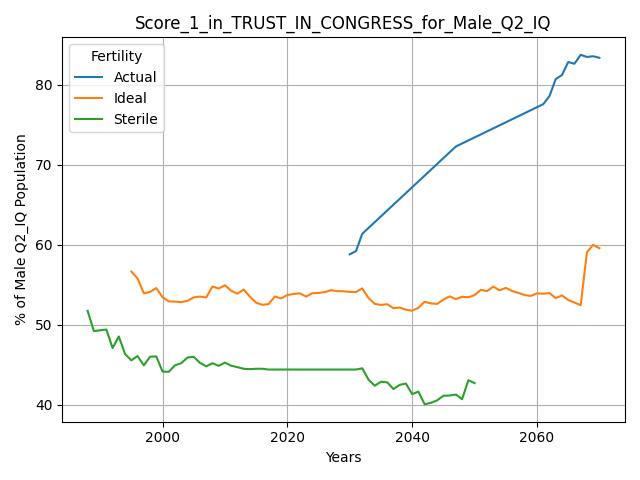 Score_1_in_TRUST_IN_CONGRESS_for_Male_Q2_IQ
Fertility
Actual
Ideal
Sterile
% of Male Q2_IQ Population
80
70
60
50
40
2000
2020
2040
2060
Years